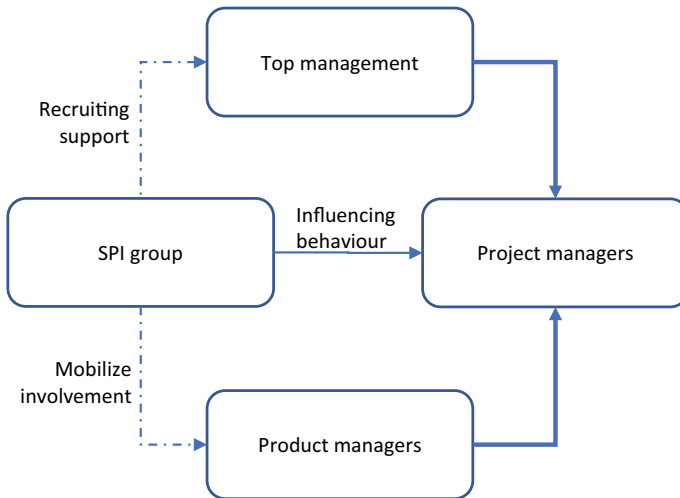 Top management
Recruiting
support
Influencing
behaviour
SPI group
Project managers
Mobilize
involvement
Product managers